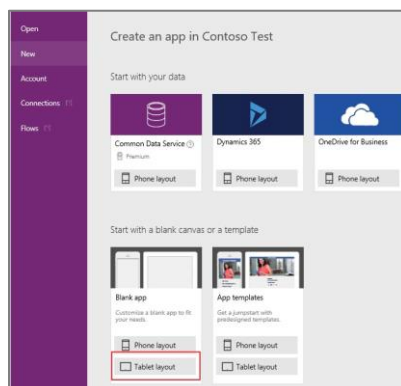 Open
New
Account
Connections
Flows
Create an app in Contoso Test
Start with your data
Common Data Service
Premium
Phone layout
Dynamics 365
Phone layout
OneDrive for Business
Phone layout
Start with a blank canvas or a template
Blank app
Customize a blank app to fit
your needs.
Phone layout
Tablet layout
App templates
Get a jumpstart with
predesigned templates.
Phone layout
Tablet layout